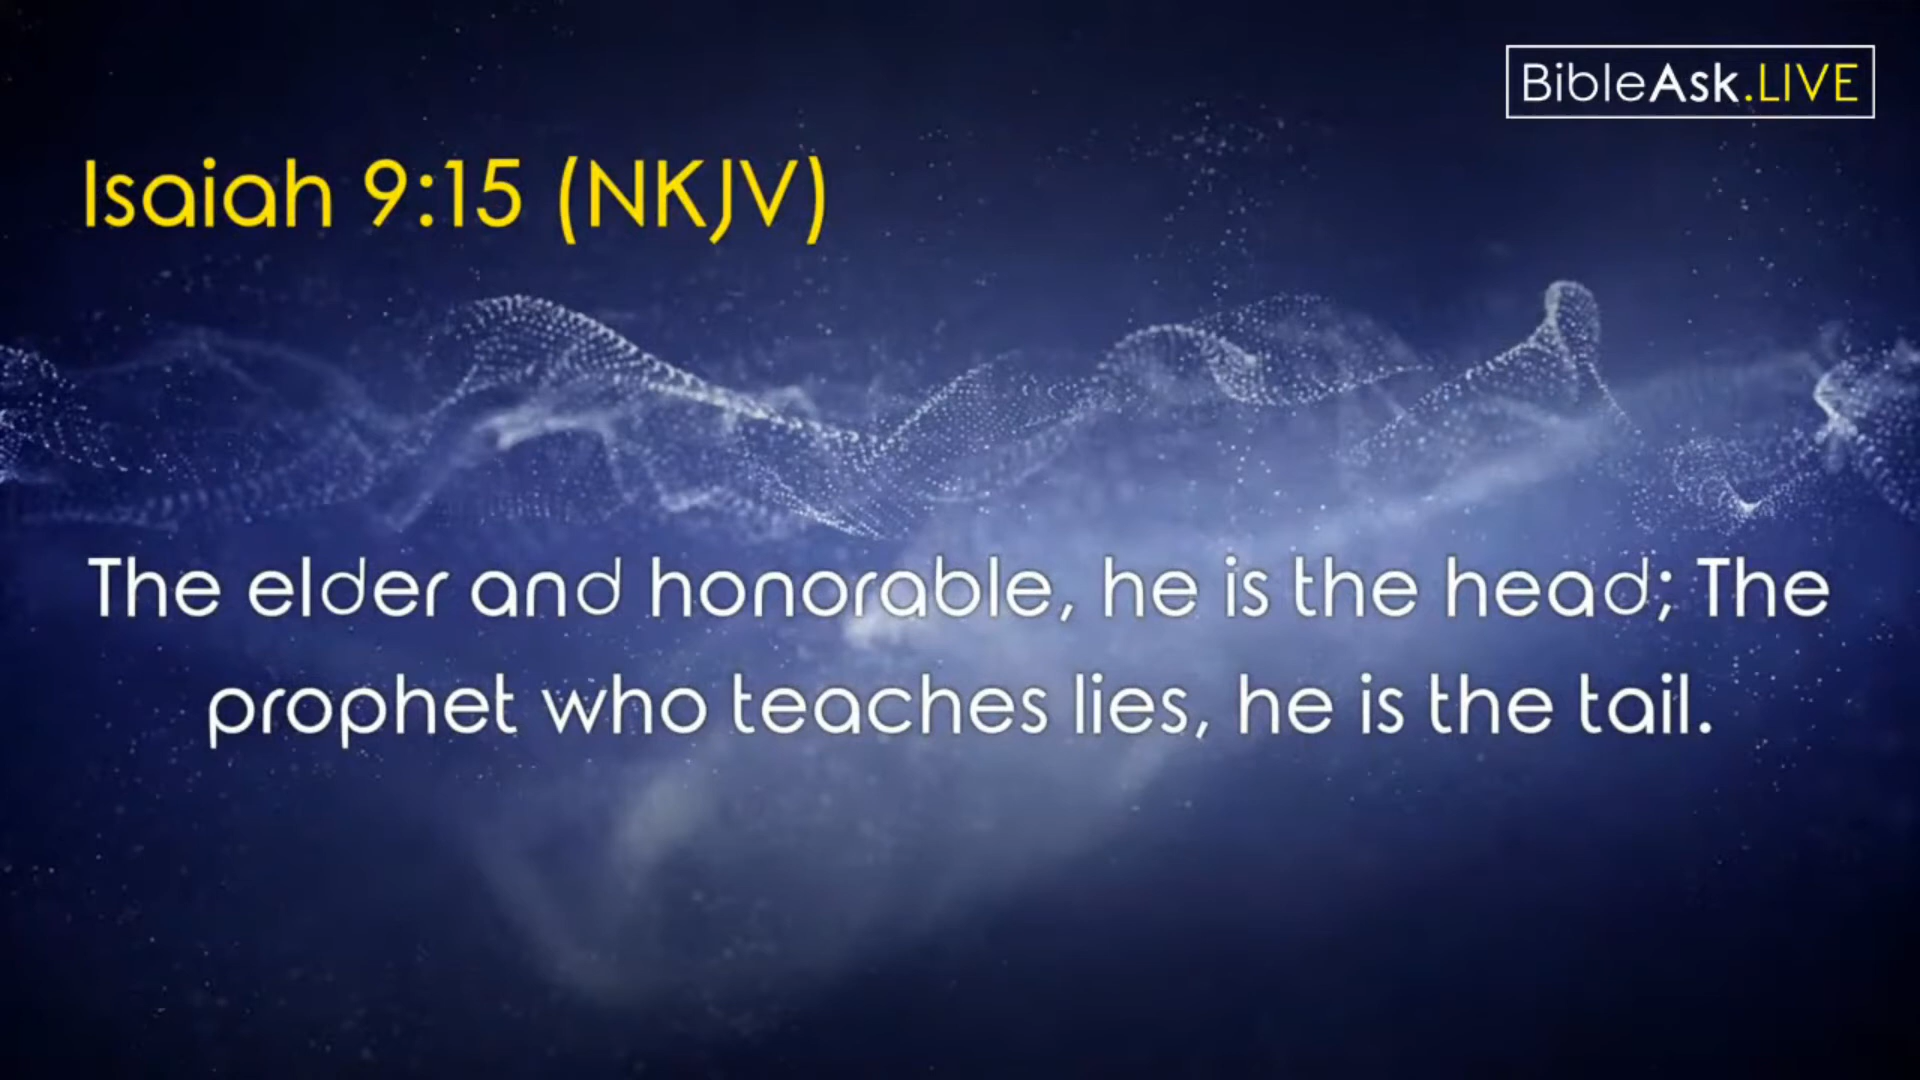 BibleAsk.LIVE
Isaiah 9:15 (NKJV)
The elder and honorable, he is the head; The
prophet who teaches lies, he is the tail.